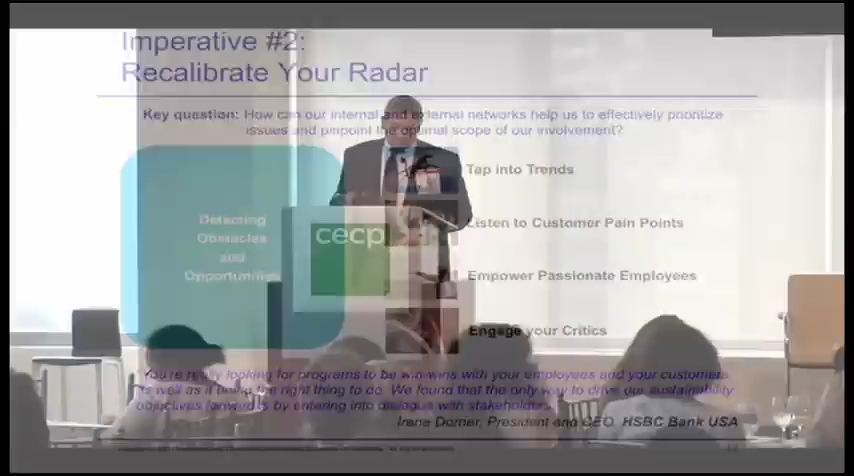 Imperative #2:
Recalibrate Your Radar
Key question: How can our internal and external networks help us to effectively prioritize
issues and pinpoint the optimal scope of our involvement?
Tap into Trends
Detecting
Obstacles
and
Opportunities
cecp
Listen to Customer Pain Points
Empower Passionate Employees
Engage your Critics
You're really looking for programs to be win-wins with your employees and your customers
as well as it being the right thing to do. We found that the only way to drive our sustainability
objectives forward is by entering into dialogue with stakeholders.
Irene Dorner, President and CEO, HSBC Bank USA